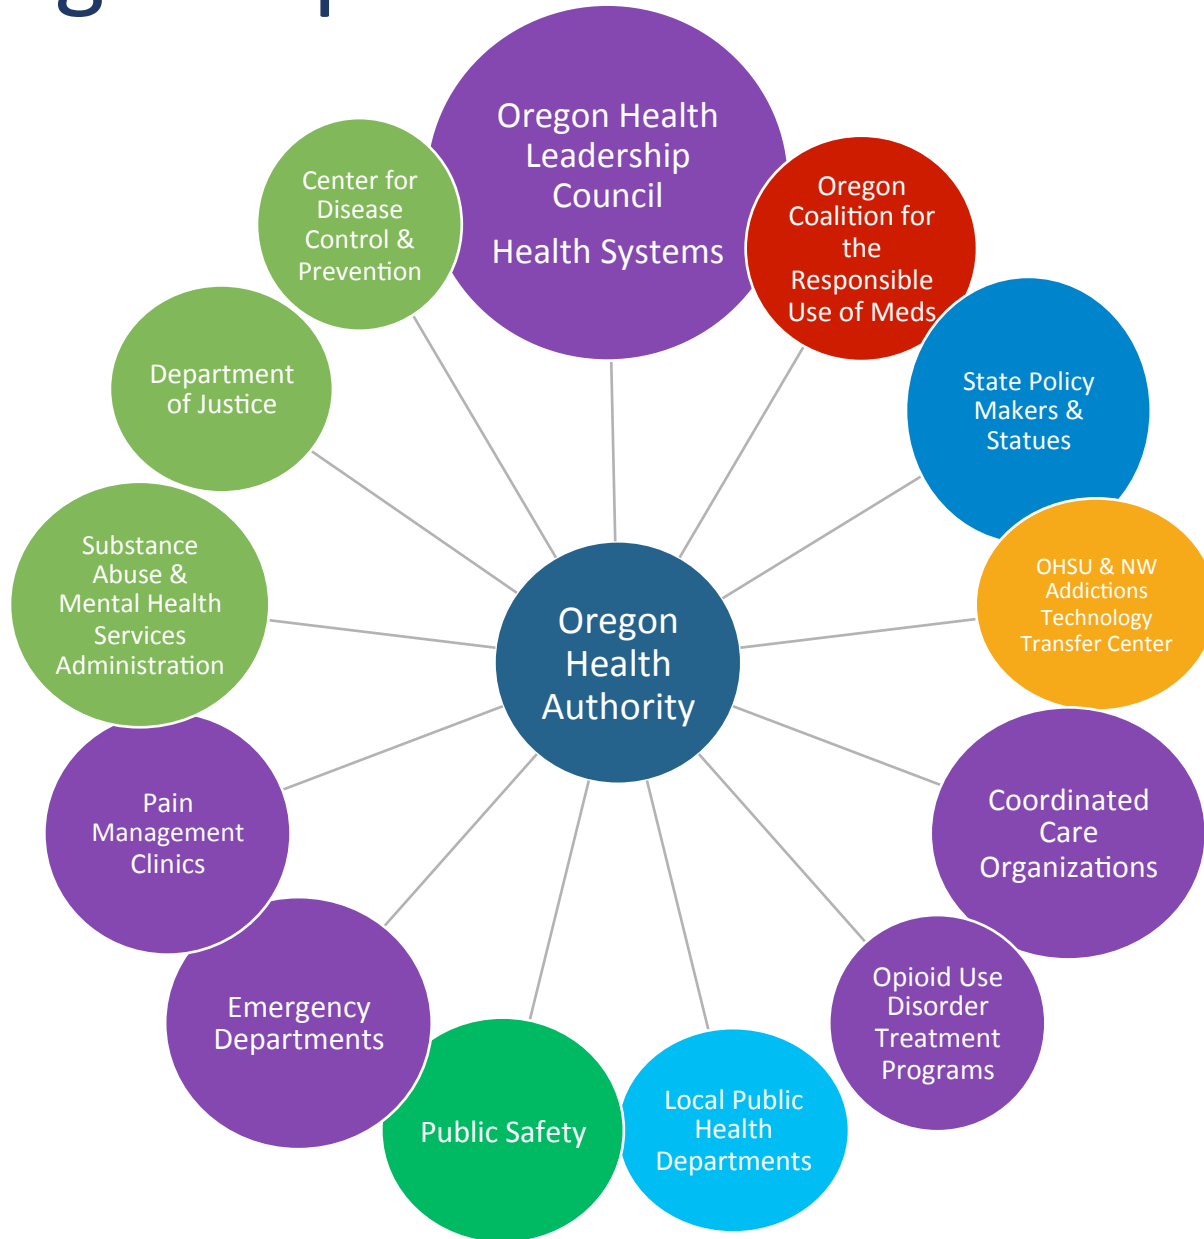 Oregon Health
Leadership
Council
Health Systems
Oregon
Coalition for
the
Responsible
Use of Meds
State Policy
Makers &
Statues
OHSU & NW
Addictions
Technology
Transfer Center
Coordinated
Care
Organizations
Opioid Use
Disorder
Treatment
Programs
Local Public
Health
Departments
Public Safety
Emergency
Departments
Pain
Management
Clinics
Substance
Abuse &
Mental Health
Services
Administration
Department
of Justice
Center for
Disease
Control &
Prevention
Oregon
Health
Authority